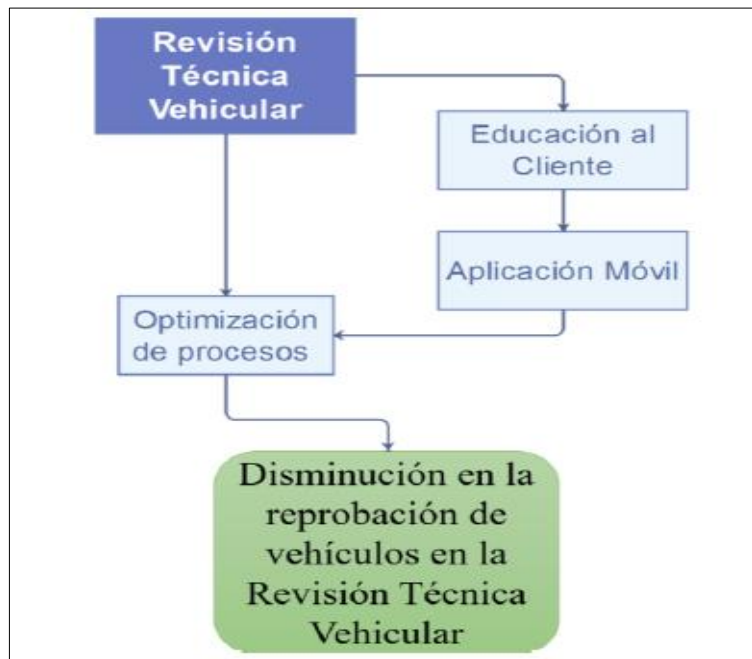 Revisión
Técnica
Vehicular
Educación al
Cliente
Aplicación Móvil
Optimización
de procesos
Disminución en la
reprobación de
vehículos en la
Revisión Técnica
Vehicular